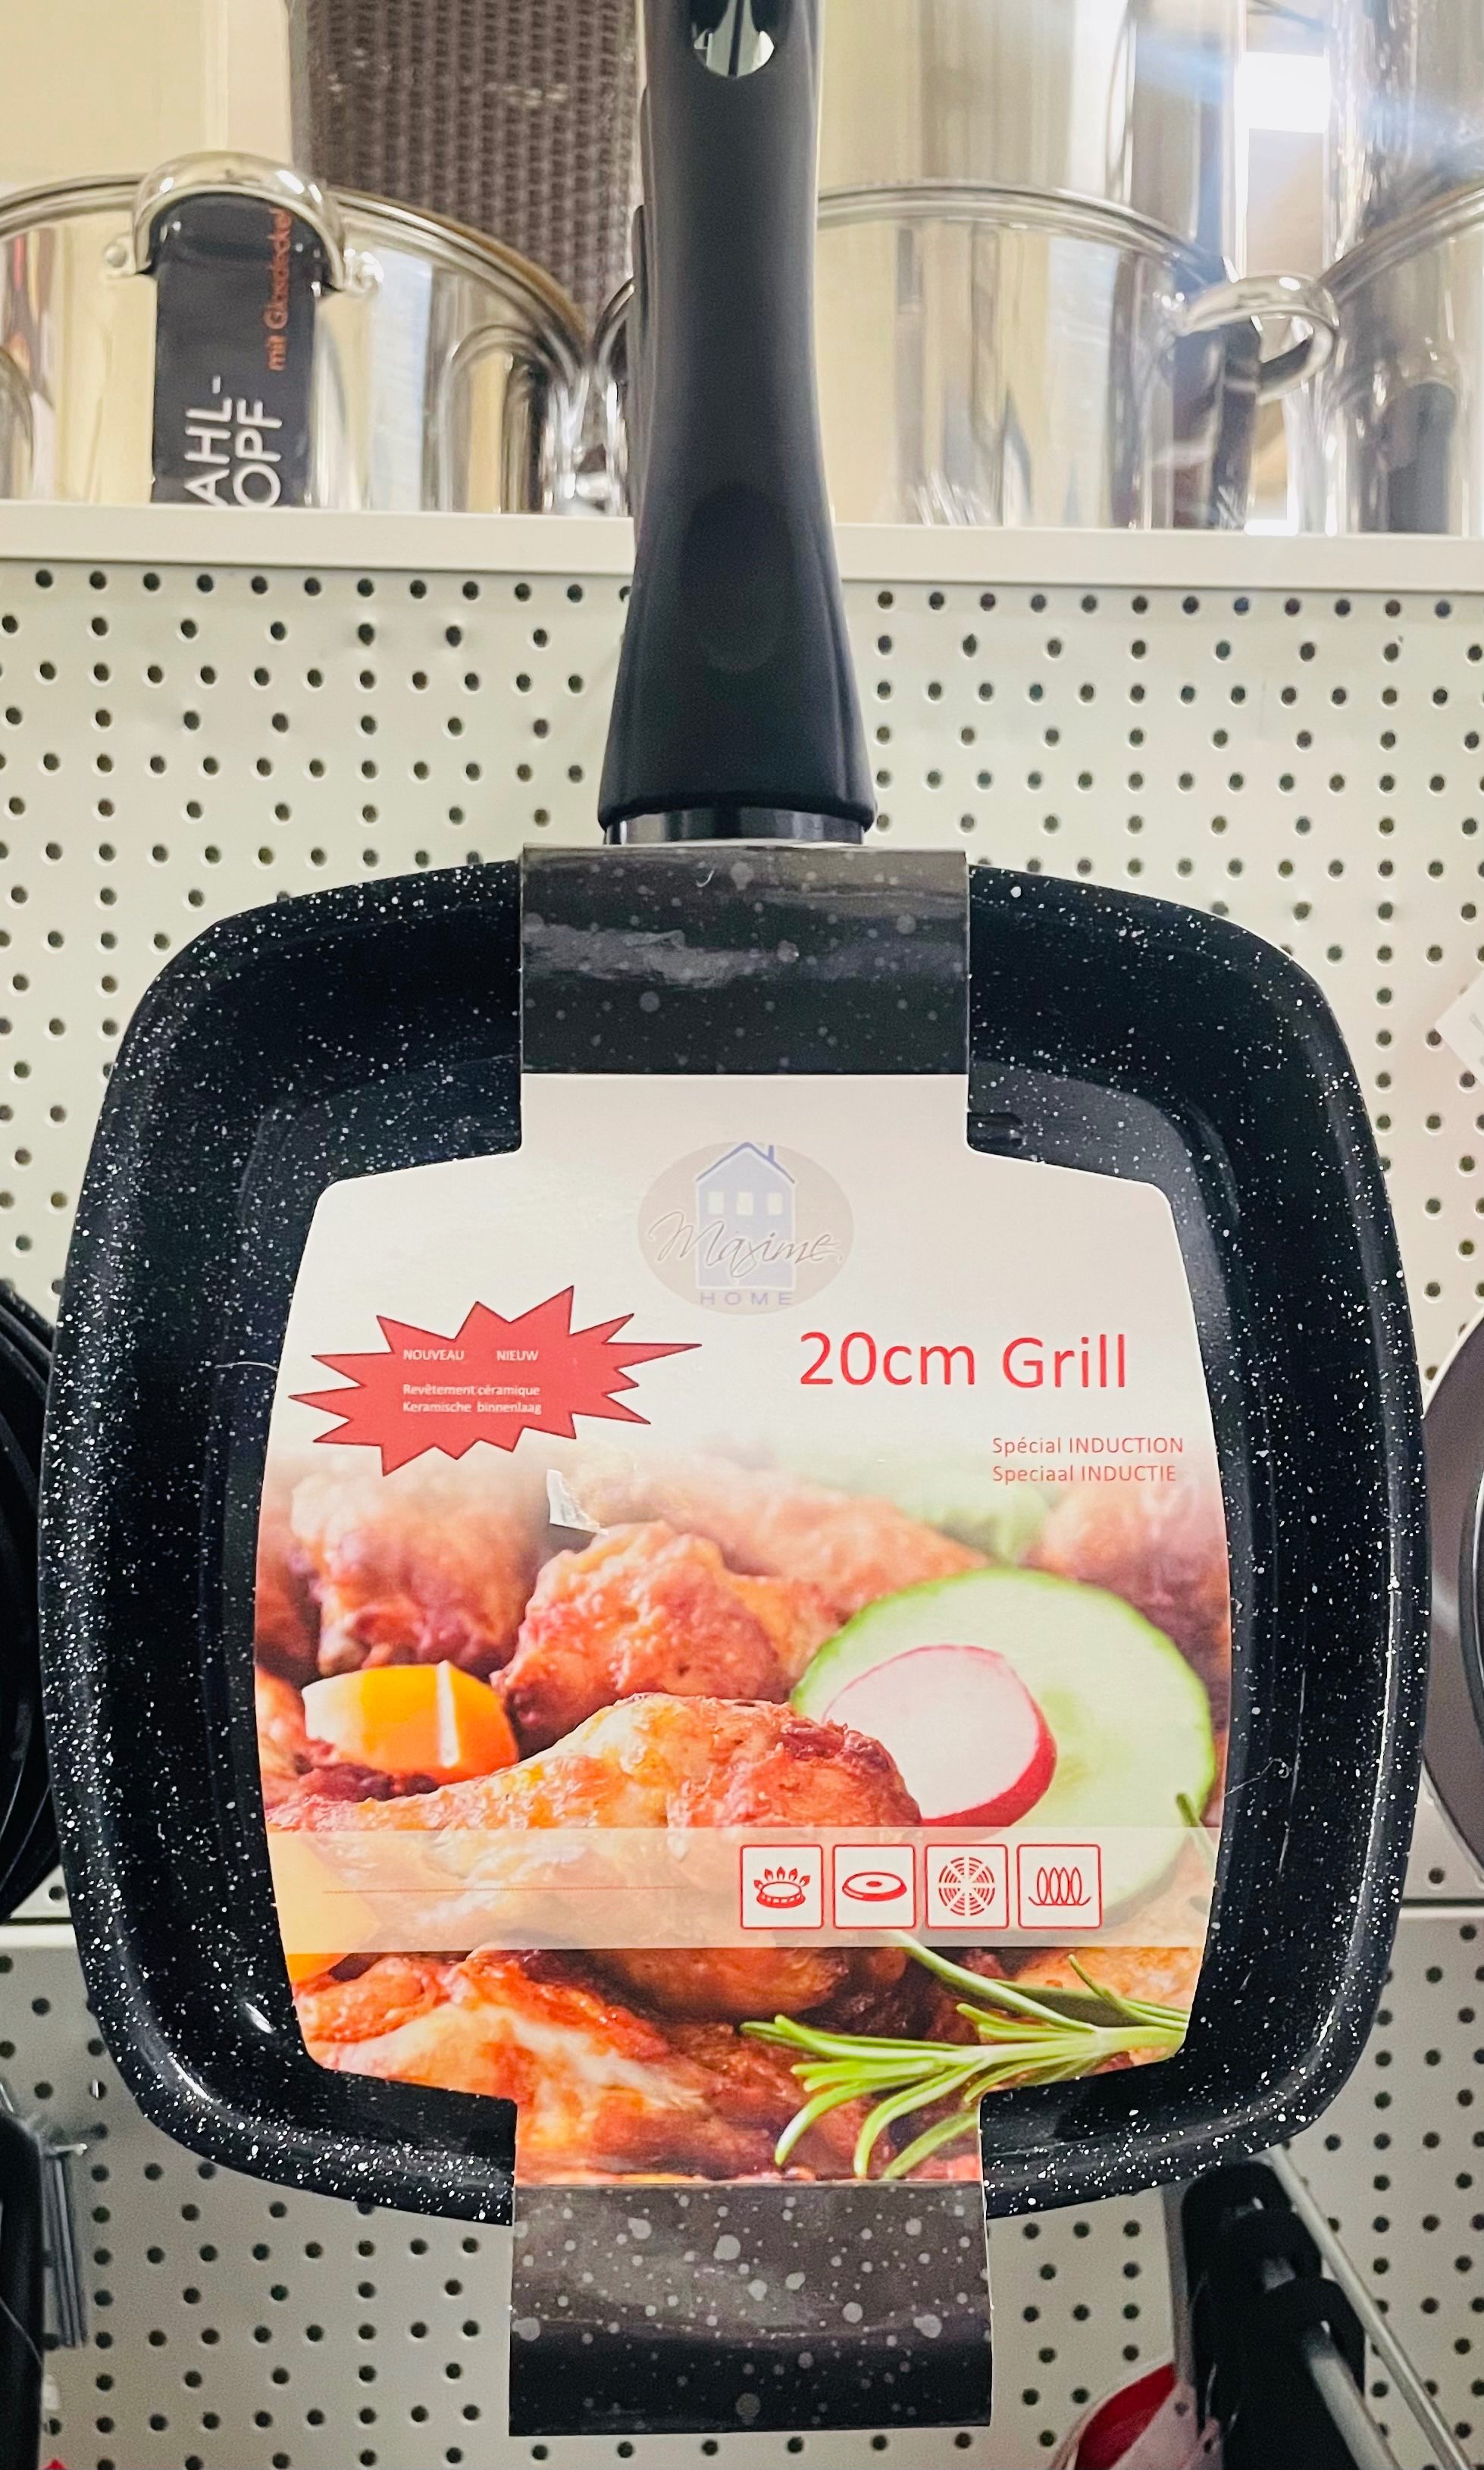 mit Glasdeckel
AHL-
OPF
Maxime
HOME
NOUVEAU NIEUW
Revêtement céramique
Keramische binnenlaag
20cm Grill
Spécial INDUCTION
Speciaal INDUCTIE